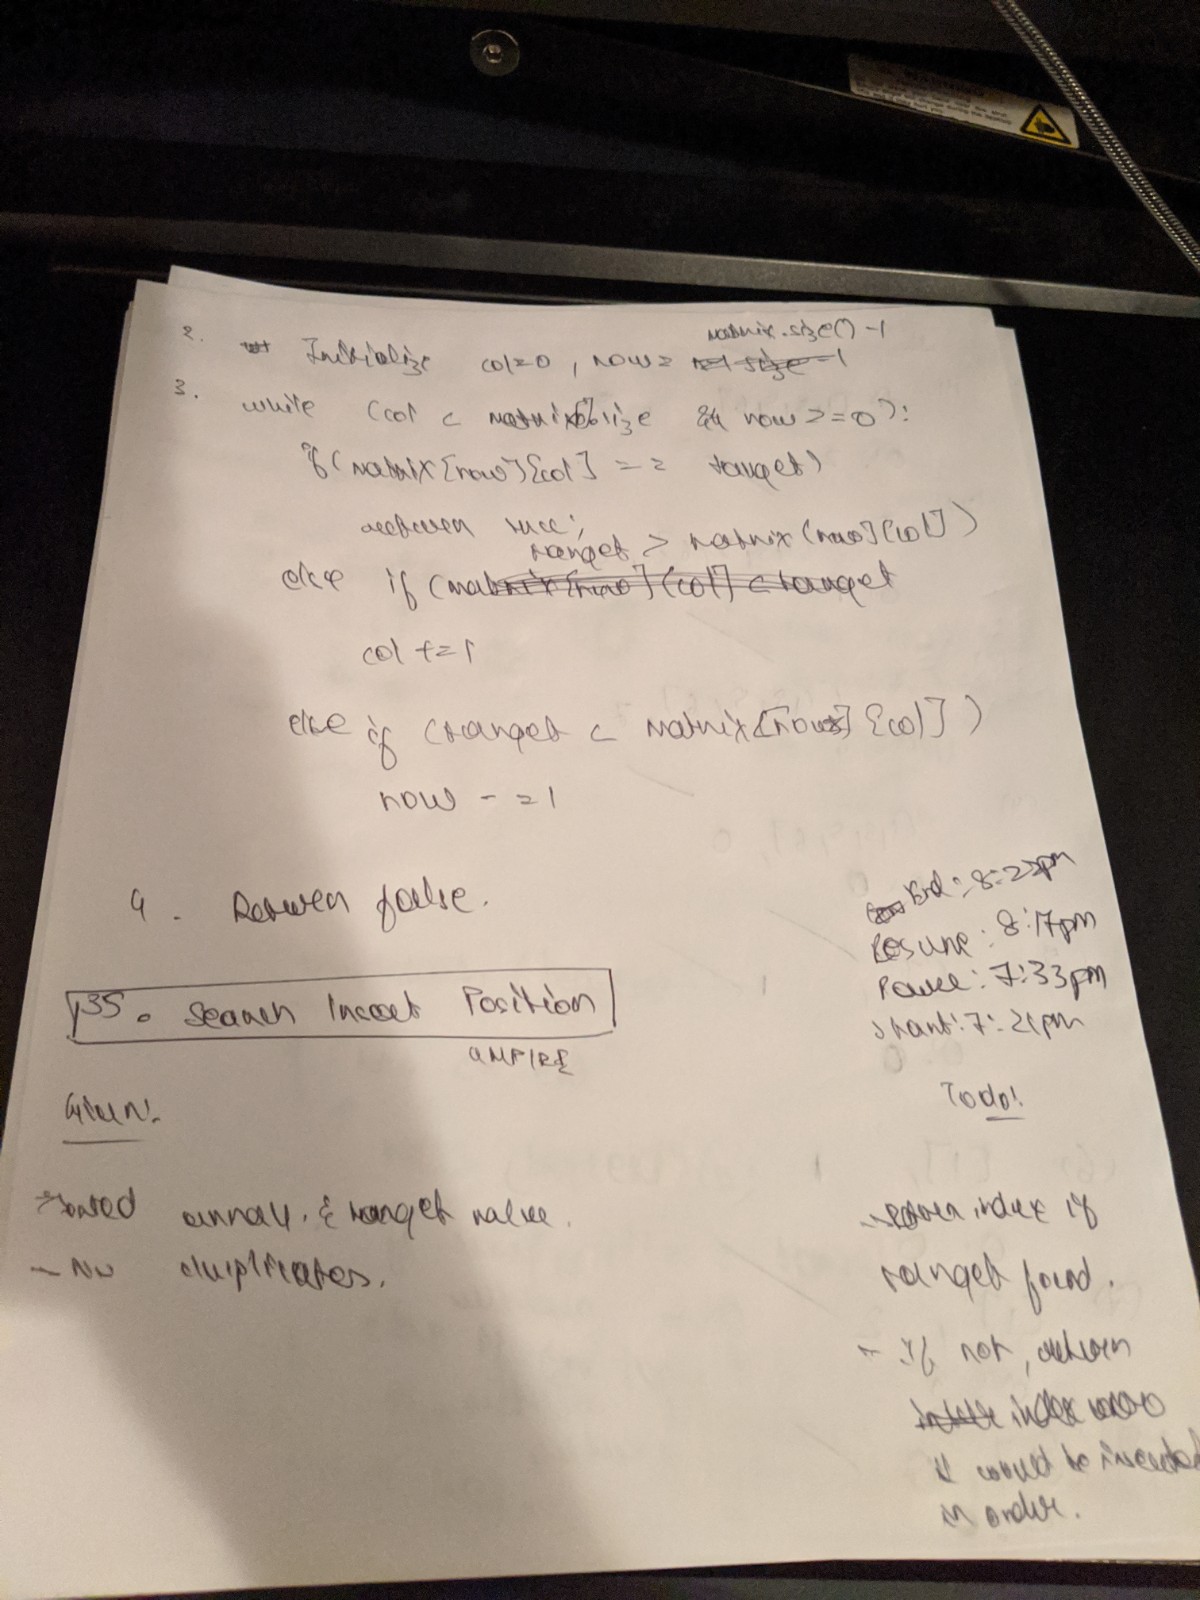 2. Initialize col=0, row= matrix.size() -1
3. while (col < matrix[0].size && row >=0):
if (matrix[row][col] == target)
return true;
else if (target > matrix[row][col])
col +=1
else if (target < matrix[row][col])
row -=1
4. Return false.
End: 8:23pm
Resume: 8:17pm
Pause: 7:33pm
Start: 7:21pm
35. Search Insert Position
UMPIRE
Given:
- Sorted array & target value.
- No duplicates.
Todo:
- return index if
target found.
- if not, return
index where
it would be inserted
in order.